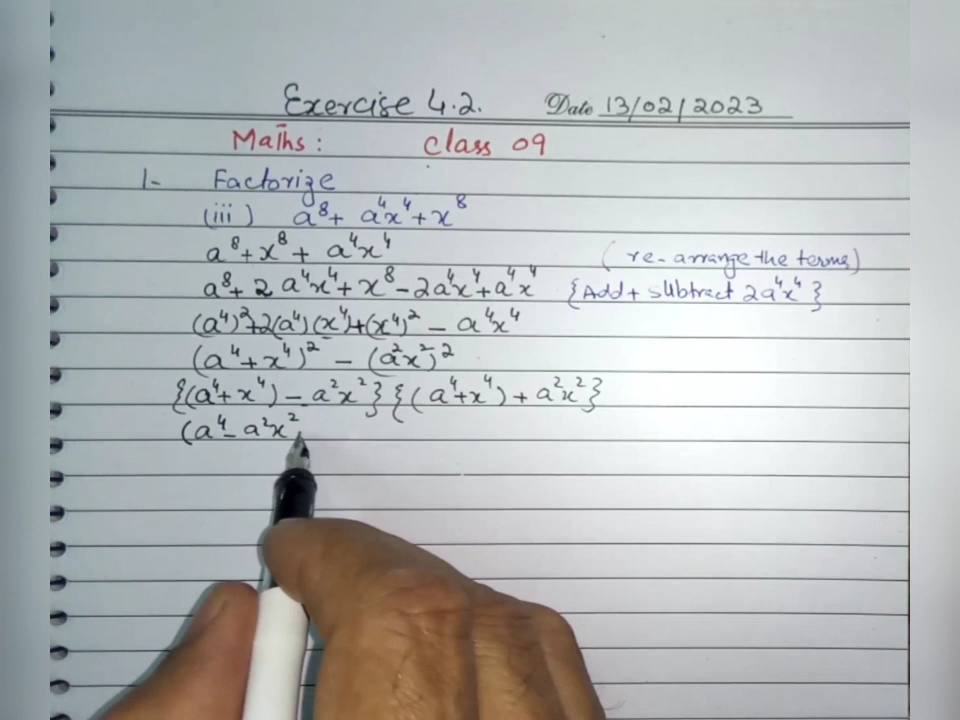 Exercise 4.2. Date 13/02/2023
Maths: Class 09
1- Factorize
(iii) a⁸+ a⁴x⁴+x⁸
a⁸+x⁸+ a⁴x⁴ (re-arrange the terms)
a⁸+ 2 a⁴x⁴+x⁸-2a⁴x⁴+a⁴x⁴ {Add+ subtract 2a⁴x⁴}
(a⁴)²+2(a⁴)(x⁴)+(x⁴)² - a⁴x⁴
(a⁴+x⁴)² - (a²x²)²
{(a⁴+x⁴) - a²x²}{(a⁴+x⁴)+a²x²}
(a⁴-a²x²